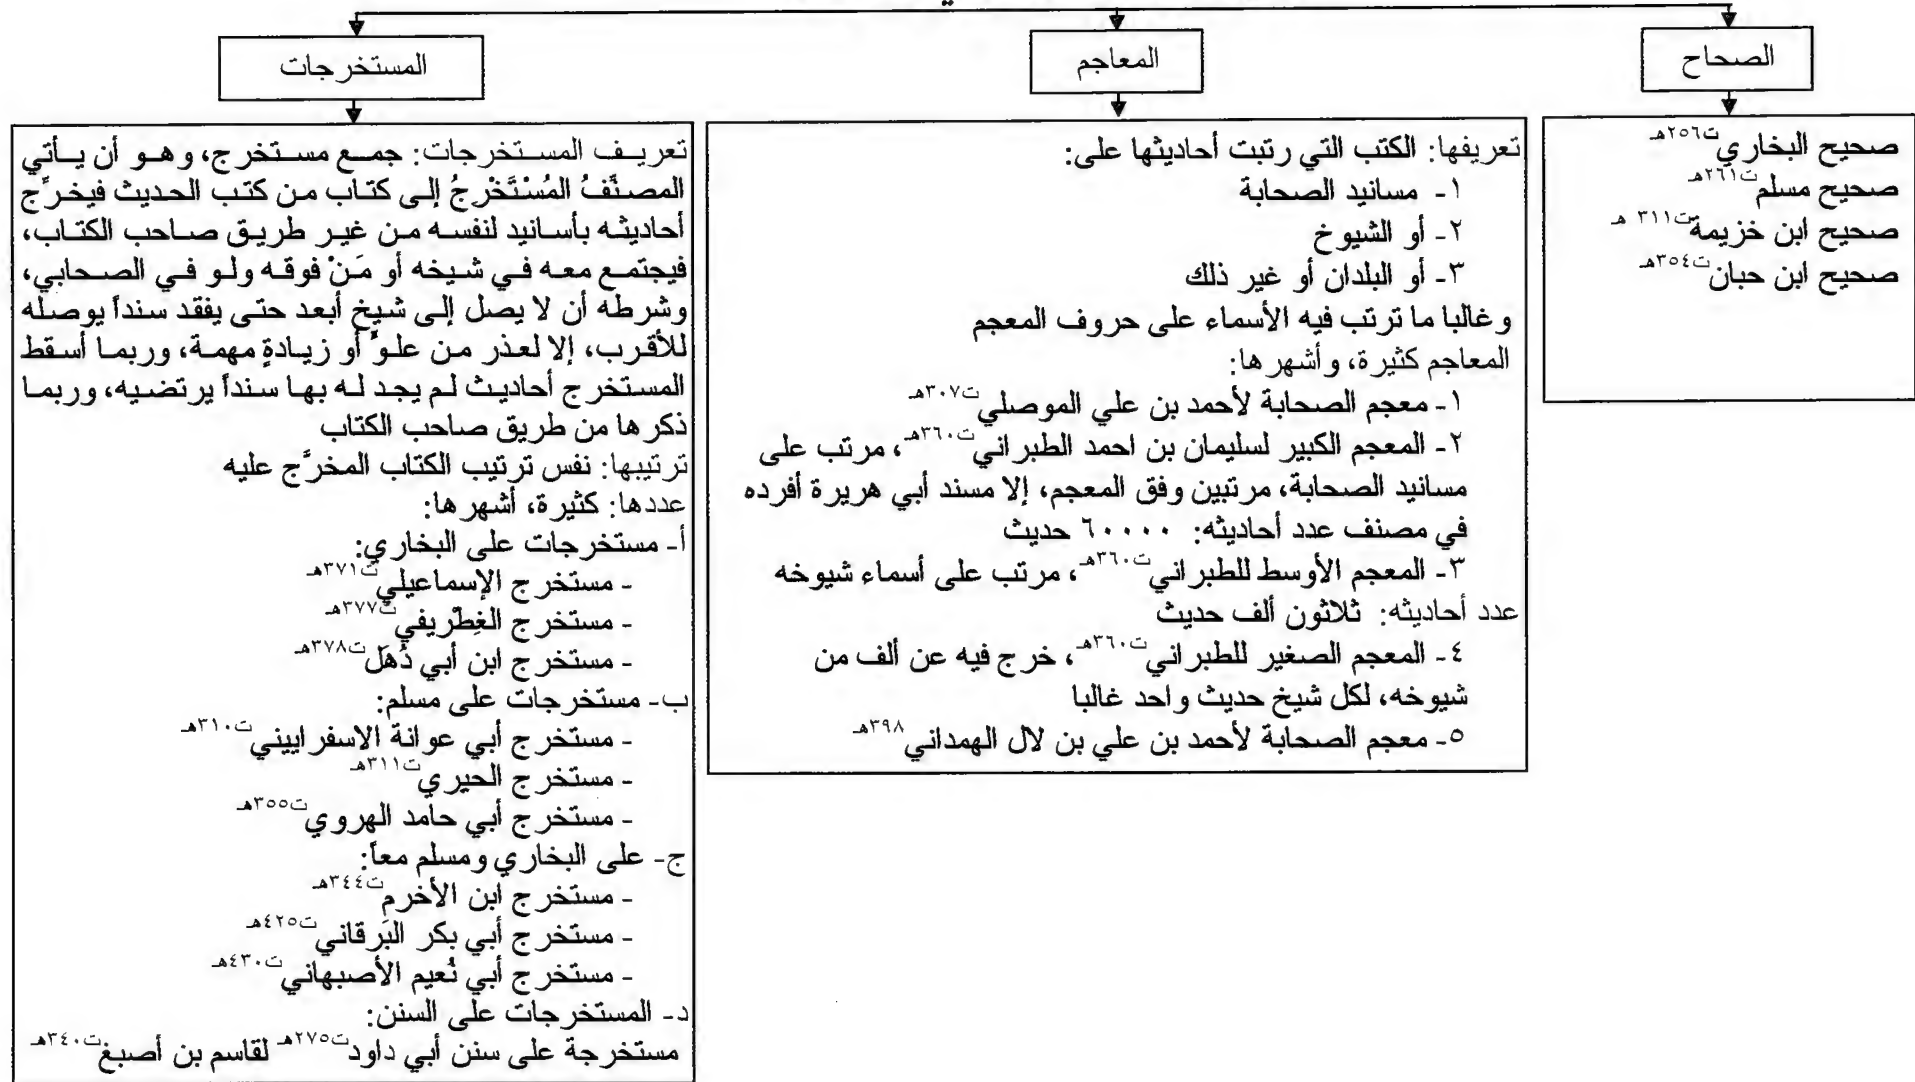 الصحاح
صحيح البخاري ت٢٥٦هـ
صحيح مسلم ت٢٦١هـ
صحيح ابن خزيمة ت٣١١ هـ
صحيح ابن حبان ت٣٥٤هـ
المعاجم
تعريفها: الكتب التي رتبت أحاديثها على:
١- مسانيد الصحابة
٢- أو الشيوخ
٣- أو البلدان أو غير ذلك
وغالبا ما ترتب فيه الأسماء على حروف المعجم
المعاجم كثيرة، وأشهرها:
١- معجم الصحابة لأحمد بن علي الموصلي ت٣٠٧هـ
٢- المعجم الكبير لسليمان بن احمد الطبراني ت٣٦٠هـ، مرتب على
مسانيد الصحابة، مرتبين وفق المعجم، إلا مسند أبي هريرة أفرده
في مصنف عدد أحاديثه: ٦٠٠٠٠ حديث
٣- المعجم الأوسط للطبراني ت٣٦٠هـ، مرتب على أسماء شيوخه
عدد أحاديثه: ثلاثون ألف حديث
٤- المعجم الصغير للطبراني ت٣٦٠هـ، خرج فيه عن ألف من
شيوخه، لكل شيخ حديث واحد غالبا
٥- معجم الصحابة لأحمد بن علي بن لال الهمداني ٣٩٨هـ
المستخرجات
تعريف المستخرجات: جمع مستخرج، وهو أن يأتي
المصنِّفُ المُسْتَخْرِجُ إلى كتاب من كتب الحديث فيخرِّج
أحاديثه بأسانيد لنفسه من غير طريق صاحب الكتاب،
فيجتمع معه في شيخه أو مَنْ فوقه ولو في الصحابي،
وشرطه أن لا يصل إلى شيخ أبعد حتى يفقد سنداً يوصله
للأقرب، إلا لعذر من علوٍّ أو زيادةٍ مهمة، وربما أسقط
المستخرج أحاديث لم يجد له بها سنداً يرتضيه، وربما
ذكرها من طريق صاحب الكتاب
ترتيبها: نفس ترتيب الكتاب المخرَّج عليه
عددها: كثيرة، أشهرها:
أ- مستخرجات على البخاري:
- مستخرج الإسماعيلي ت٣٧١هـ
- مستخرج الغِطْريفي ت٣٧٧هـ
- مستخرج ابن أبي ذُهَل ت٣٧٨هـ
ب- مستخرجات على مسلم:
- مستخرج أبي عوانة الاسفراييني ت٣١٠هـ
- مستخرج الحيري ت٣١١هـ
- مستخرج أبي حامد الهروي ت٣٥٥هـ
ج- على البخاري ومسلم معاً:
- مستخرج ابن الأخرم ت٣٤٤هـ
- مستخرج أبي بكر البَرقاني ت٤٢٥هـ
- مستخرج أبي نُعيم الأصبهاني ت٤٣٠هـ
د- المستخرجات على السنن:
مستخرجة على سنن أبي داود ت٢٧٥هـ لقاسم بن أصبغ ت٣٤٠هـ